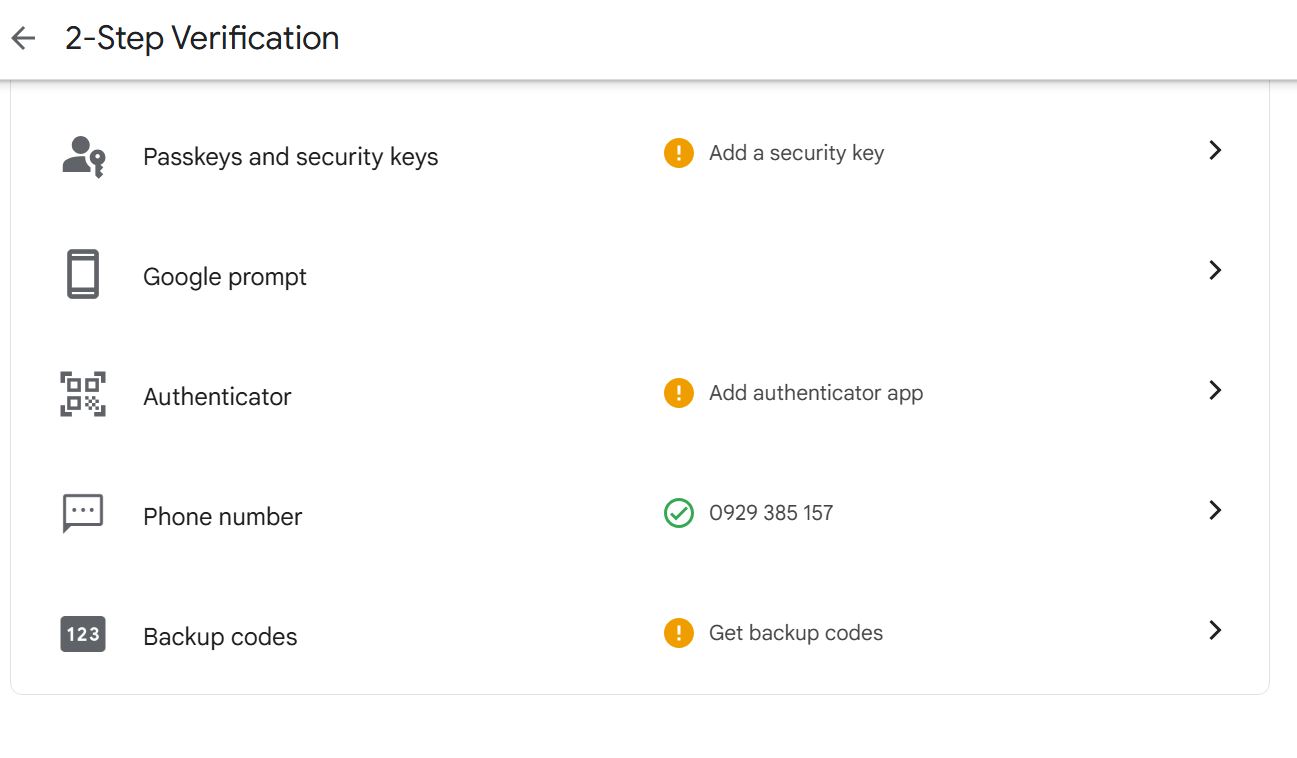 2-Step Verification
Passkeys and security keys
Add a security key
Google prompt
Authenticator
Add authenticator app
Phone number
0929 385 157
123
Backup codes
Get backup codes